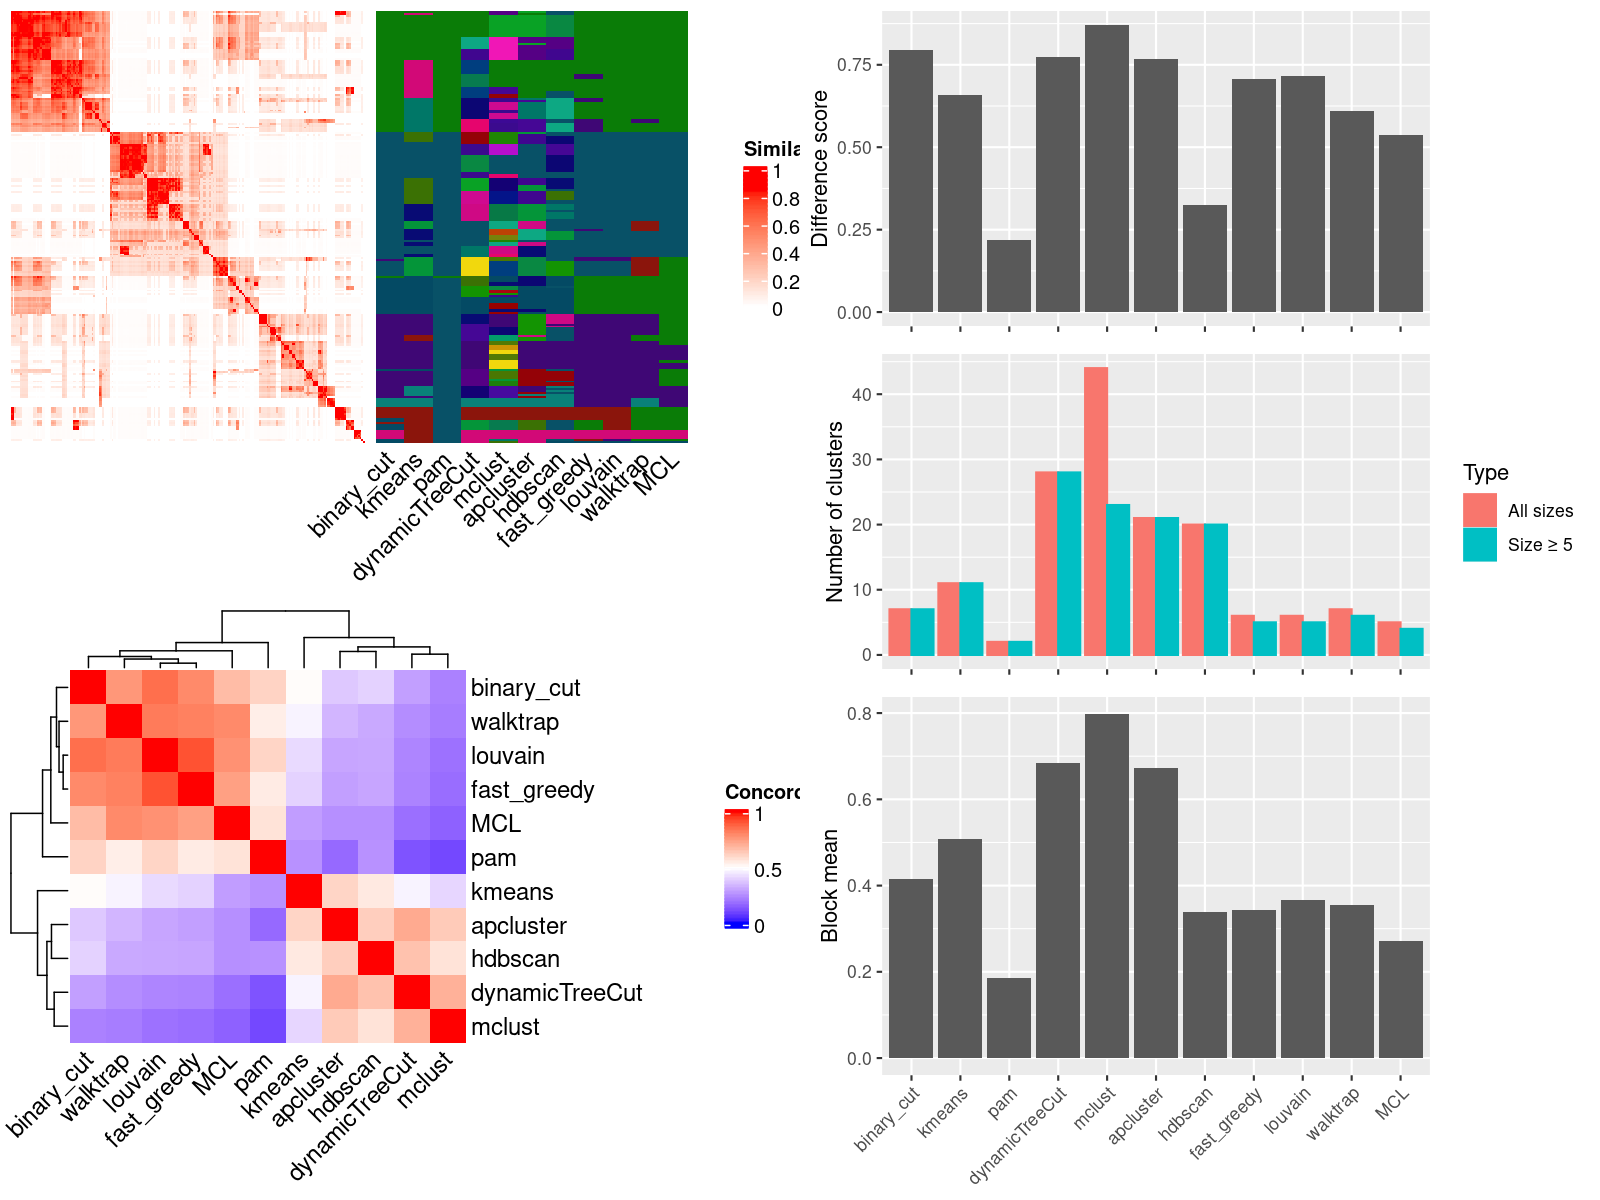 Simila
1
0.8
0.6
0.4
0.2
0
binary_cut
kmeans
pam
dynamicTreeCut
mclust
apcluster
hdbscan
fast_greedy
louvain
walktrap
MCL
binary_cut
walktrap
louvain
fast_greedy
MCL
pam
kmeans
apcluster
hdbscan
dynamicTreeCut
mclust
binary_cut
walktrap
louvain
fast_greedy
MCL
pam
kmeans
apcluster
hdbscan
dynamicTreeCut
mclust
Concord
1
0.5
0
Difference score
0.75
0.50
0.25
0.00
Number of clusters
40
30
20
10
0
Type
All sizes
Size ≥ 5
Block mean
0.8
0.6
0.4
0.2
0.0
binary_cut
kmeans
pam
dynamicTreeCut
mclust
apcluster
hdbscan
fast_greedy
louvain
walktrap
MCL